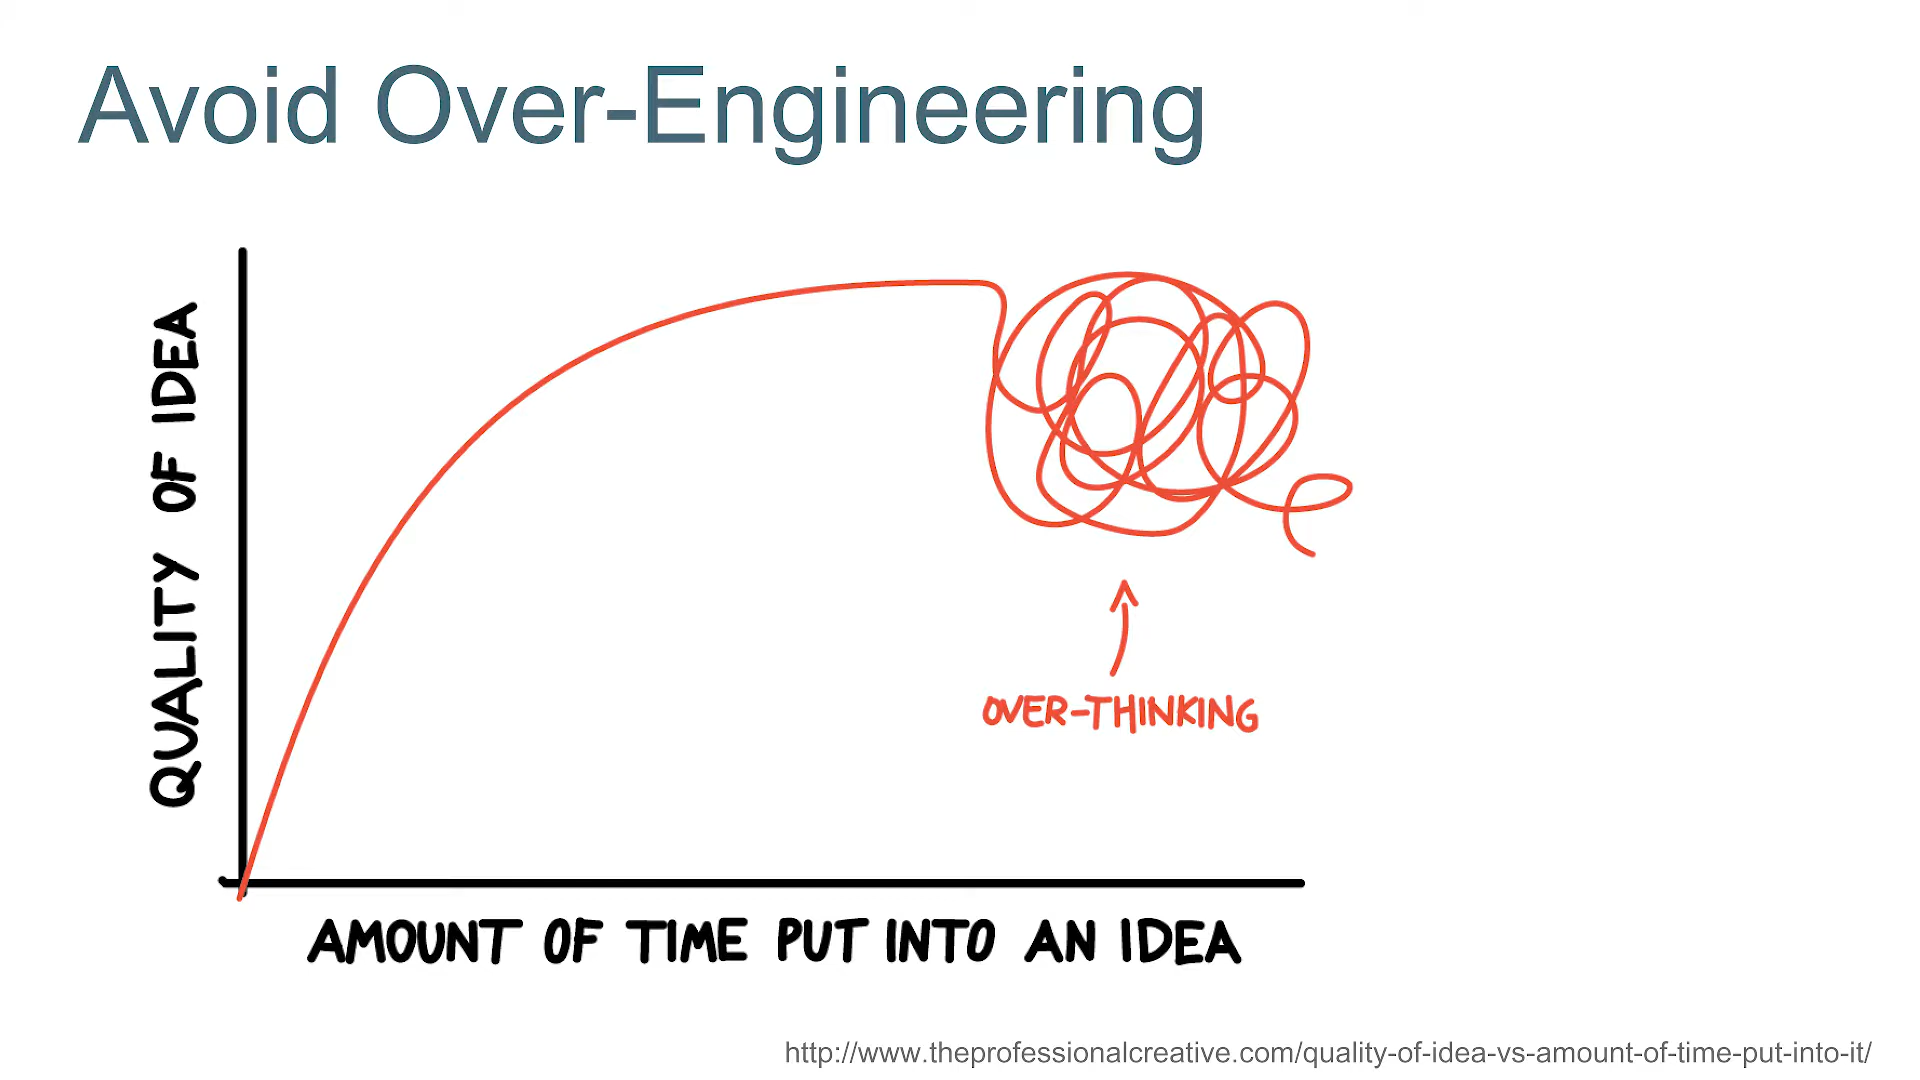 Avoid Over-Engineering
QUALITY OF IDEA
OVER-THINKING
AMOUNT OF TIME PUT INTO AN IDEA
http://www.theprofessionalcreative.com/quality-of-idea-vs-amount-of-time-put-into-it/